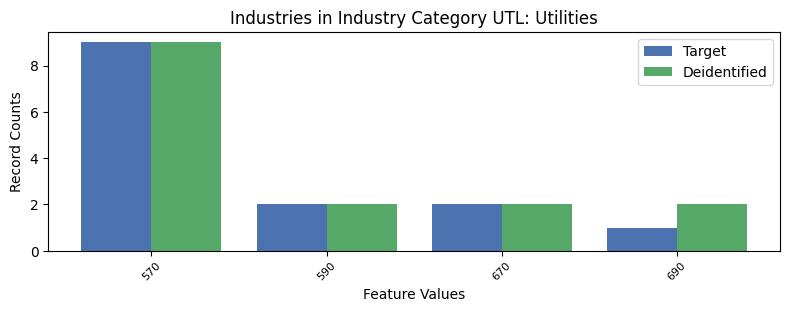 Industries in Industry Category UTL: Utilities
Target
Deidentified
Record Counts
8
6
4
2
0
570
590
670
690
Feature Values